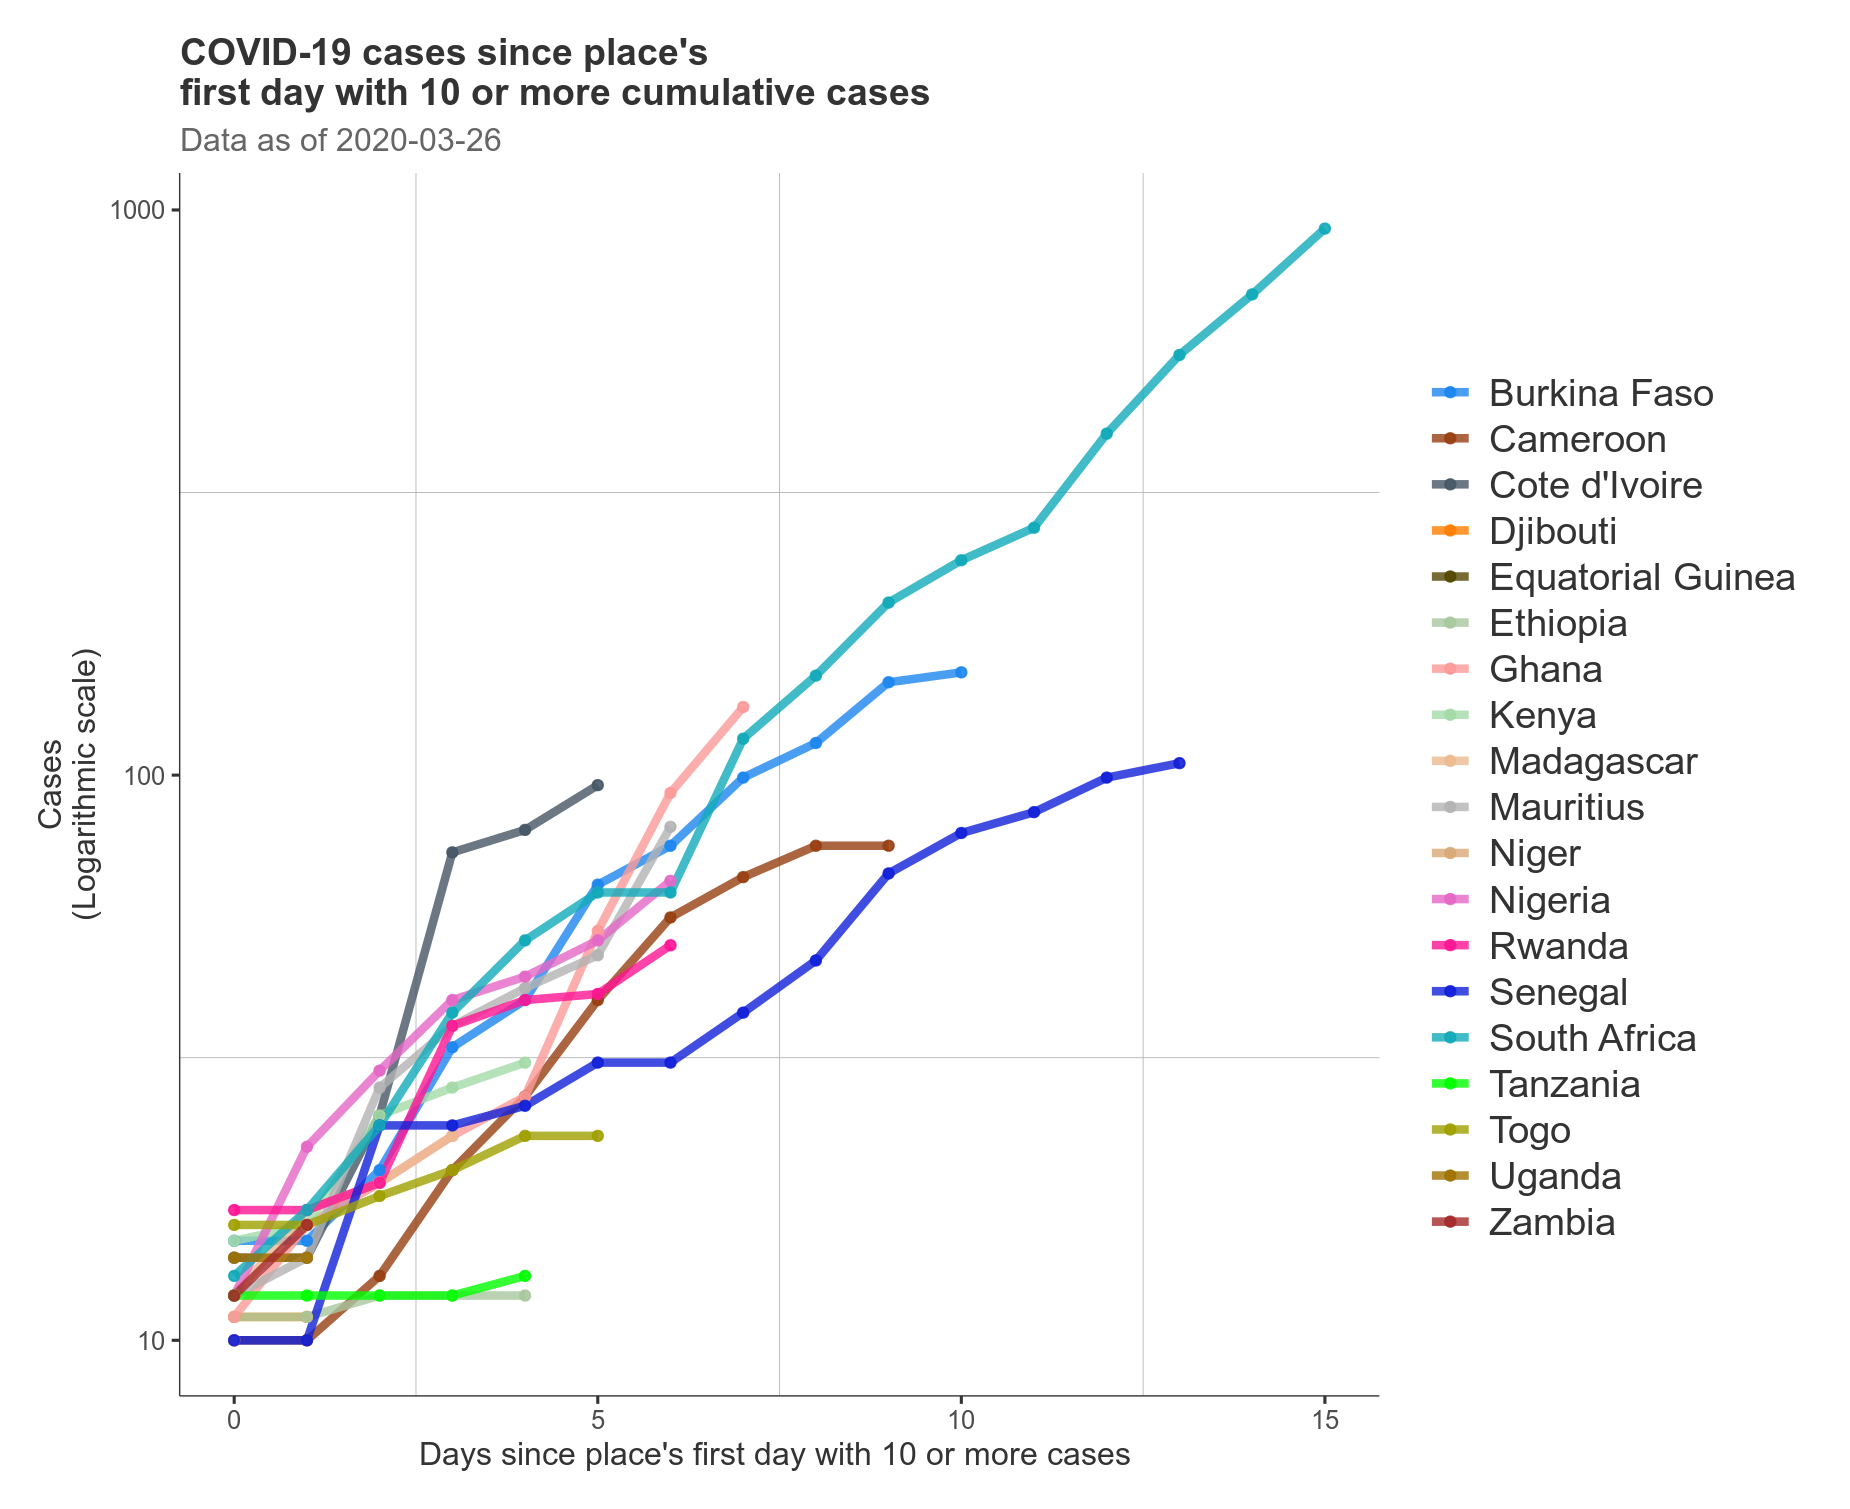 COVID-19 cases since place's
first day with 10 or more cumulative cases
Data as of 2020-03-26
1000
100
10
Cases
(Logarithmic scale)
0
5
10
15
Days since place's first day with 10 or more cases
Burkina Faso
Cameroon
Cote d'Ivoire
Djibouti
Equatorial Guinea
Ethiopia
Ghana
Kenya
Madagascar
Mauritius
Niger
Nigeria
Rwanda
Senegal
South Africa
Tanzania
Togo
Uganda
Zambia